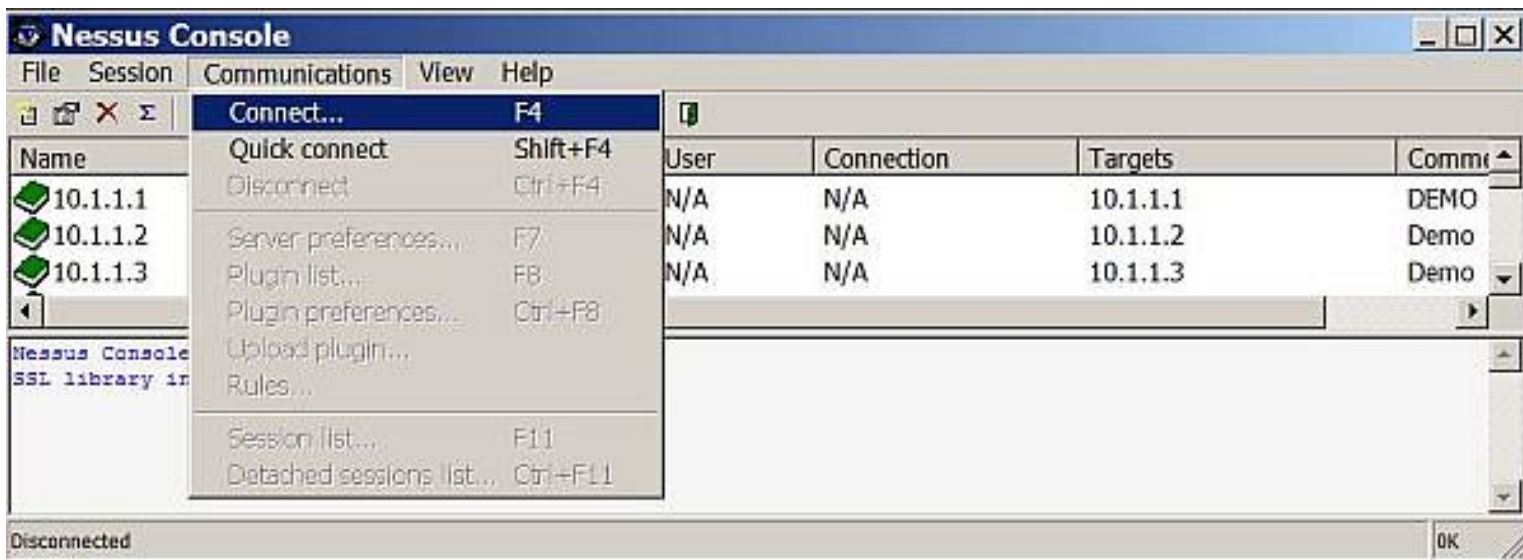 Nessus Console
File Session Communications View Help
Connect... F4
Quick connect Shift+F4
Disconnect Ctrl+F4
Server preferences... F7
Plugin list... F8
Plugin preferences... Ctrl+F8
Upload plugin...
Rules...
Session list... F11
Detached sessions list... Ctrl+F11
Name User Connection Targets Comme
10.1.1.1 N/A N/A 10.1.1.1 DEMO
10.1.1.2 N/A N/A 10.1.1.2 Demo
10.1.1.3 N/A N/A 10.1.1.3 Demo
Nessus Console
SSL library in
Disconnected OK